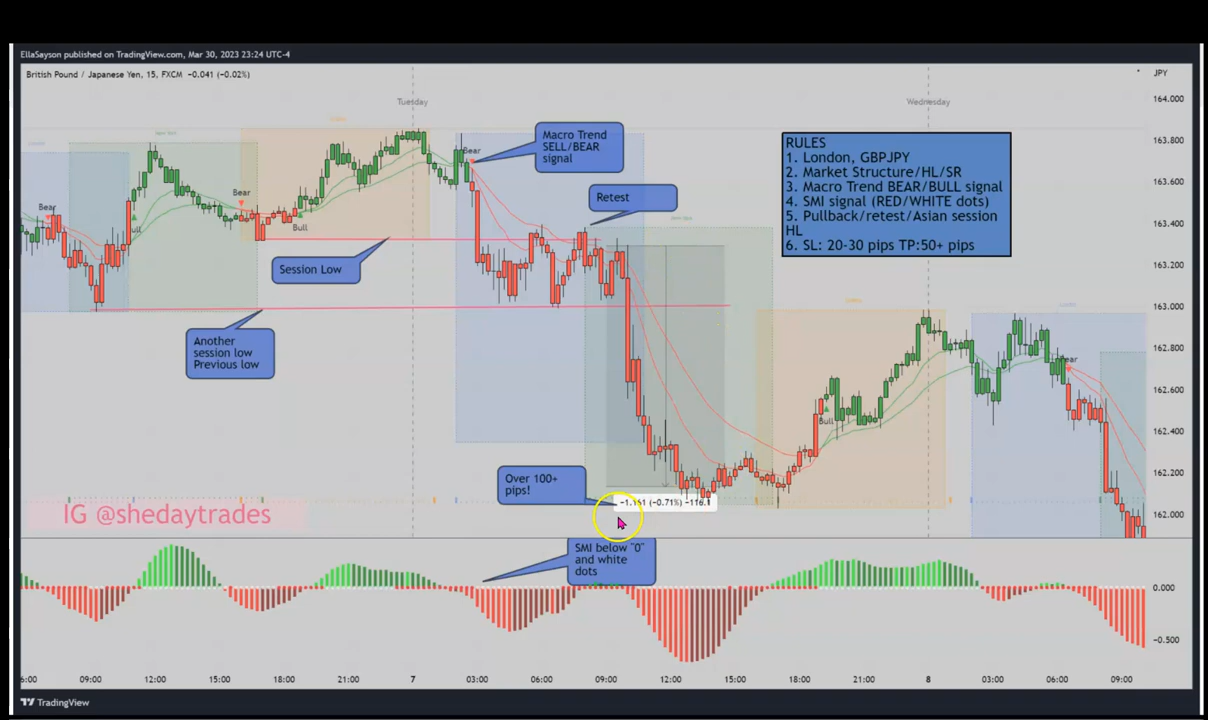 EllaSayson published on TradingView.com, Mar 30, 2023 23:24 UTC-4
British Pound / Japanese Yen, 15, FXCM −0.041 (−0.02%)
JPY
Tuesday
Wednesday
164.000
163.800
163.600
163.400
163.200
163.000
162.800
162.600
162.400
162.200
162.000
Macro Trend
SELL/BEAR
signal
Retest
RULES
1. London, GBPJPY
2. Market Structure/HL/SR
3. Macro Trend BEAR/BULL signal
4. SMI signal (RED/WHITE dots)
5. Pullback/retest/Asian session
HL
6. SL: 20-30 pips TP:50+ pips
Bear
Bear
Bear
Bull
Bull
Session Low
Another
session low
Previous low
Bull
Over 100+
pips!
−1.161 (−0.71%) −116.1
IG @shedaytrades
SMI below "0"
and white
dots
0.000
−0.500
09:00 12:00 15:00 18:00 21:00 7 03:00 06:00 09:00 12:00 15:00 18:00 21:00 8 03:00 06:00 09:00
TradingView